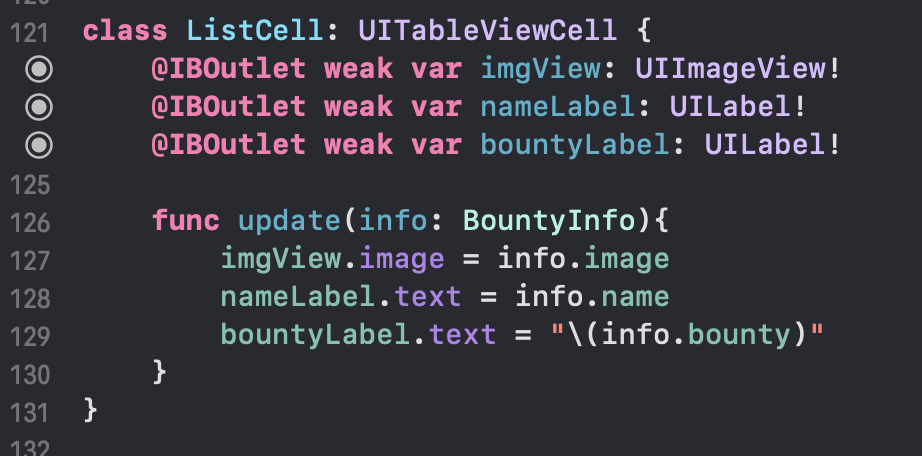 121 class ListCell: UITableViewCell {
@IBOutlet weak var imgView: UIImageView!
@IBOutlet weak var nameLabel: UILabel!
@IBOutlet weak var bountyLabel: UILabel!
125
126 func update(info: BountyInfo){
127 imgView.image = info.image
128 nameLabel.text = info.name
129 bountyLabel.text = "\(info.bounty)"
130 }
131 }
132